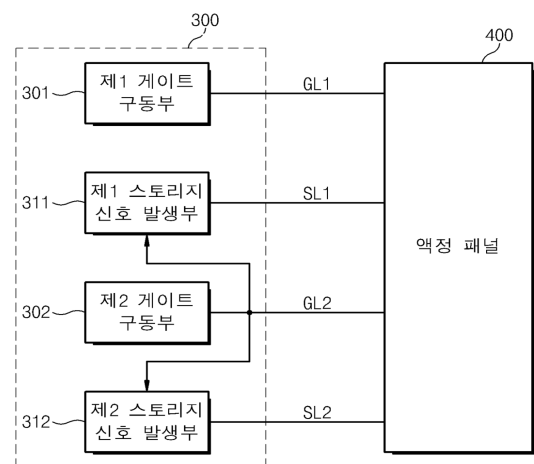 300
400
301
제1 게이트
구동부
GL1
311
제1 스토리지
신호 발생부
SL1
액정 패널
302
제2 게이트
구동부
GL2
312
제2 스토리지
신호 발생부
SL2